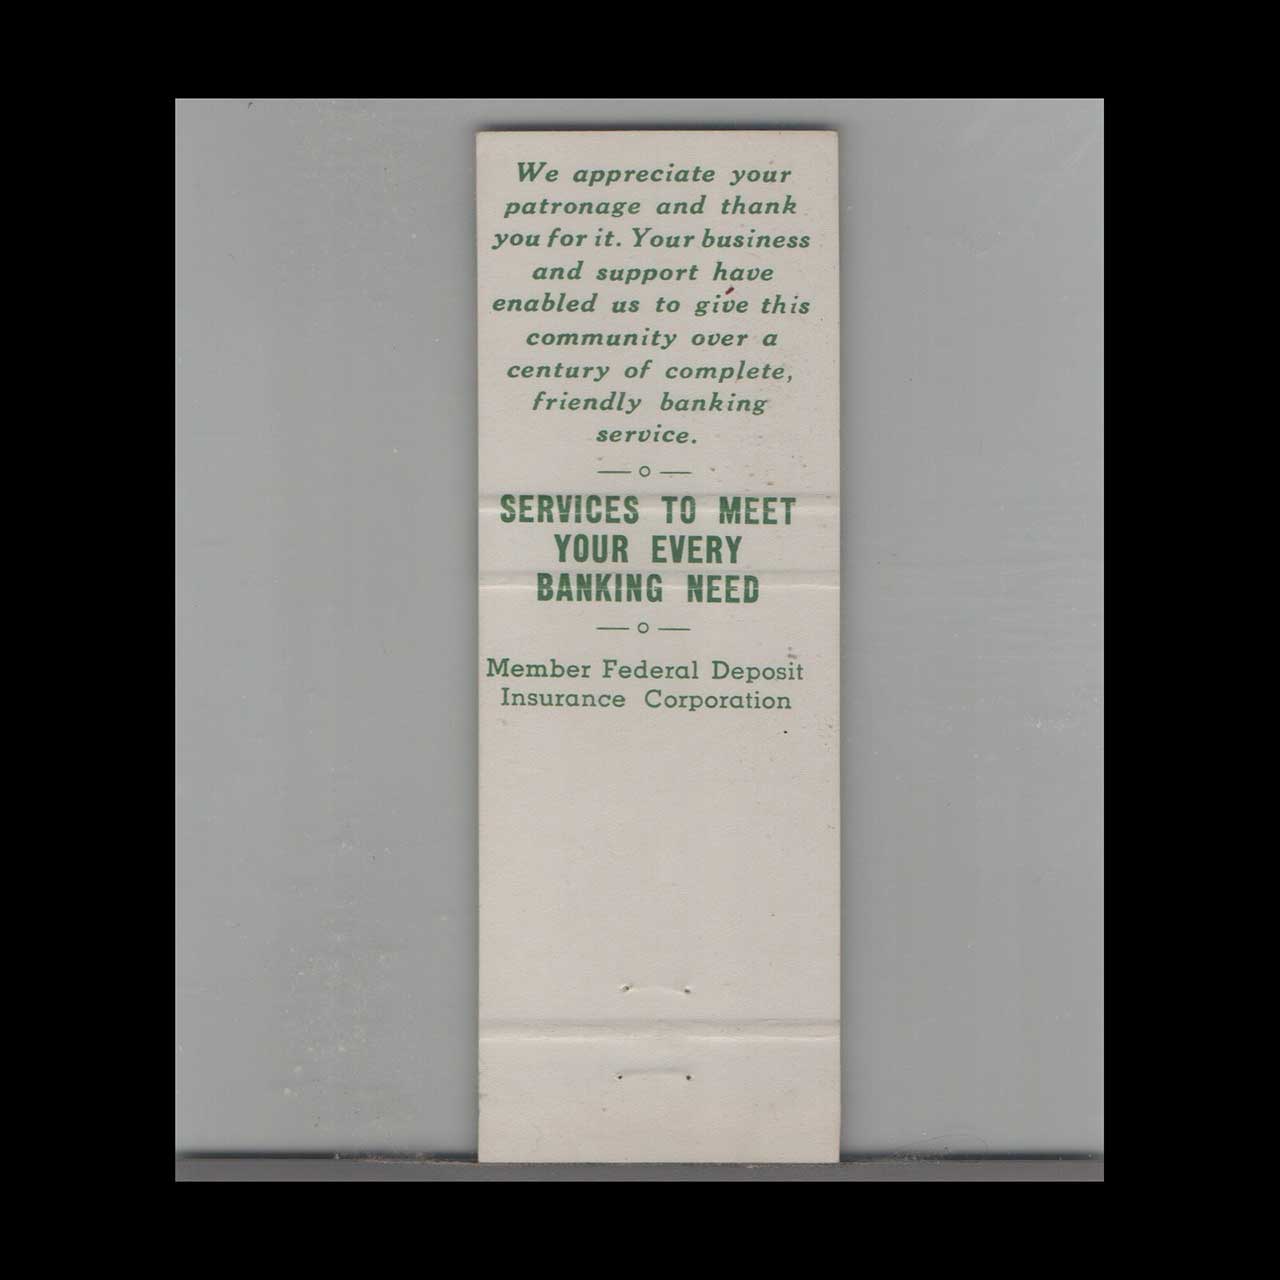 We appreciate your
patronage and thank
you for it. Your business
and support have
enabled us to give this
community over a
century of complete,
friendly banking
service.
SERVICES TO MEET
YOUR EVERY
BANKING NEED
Member Federal Deposit
Insurance Corporation